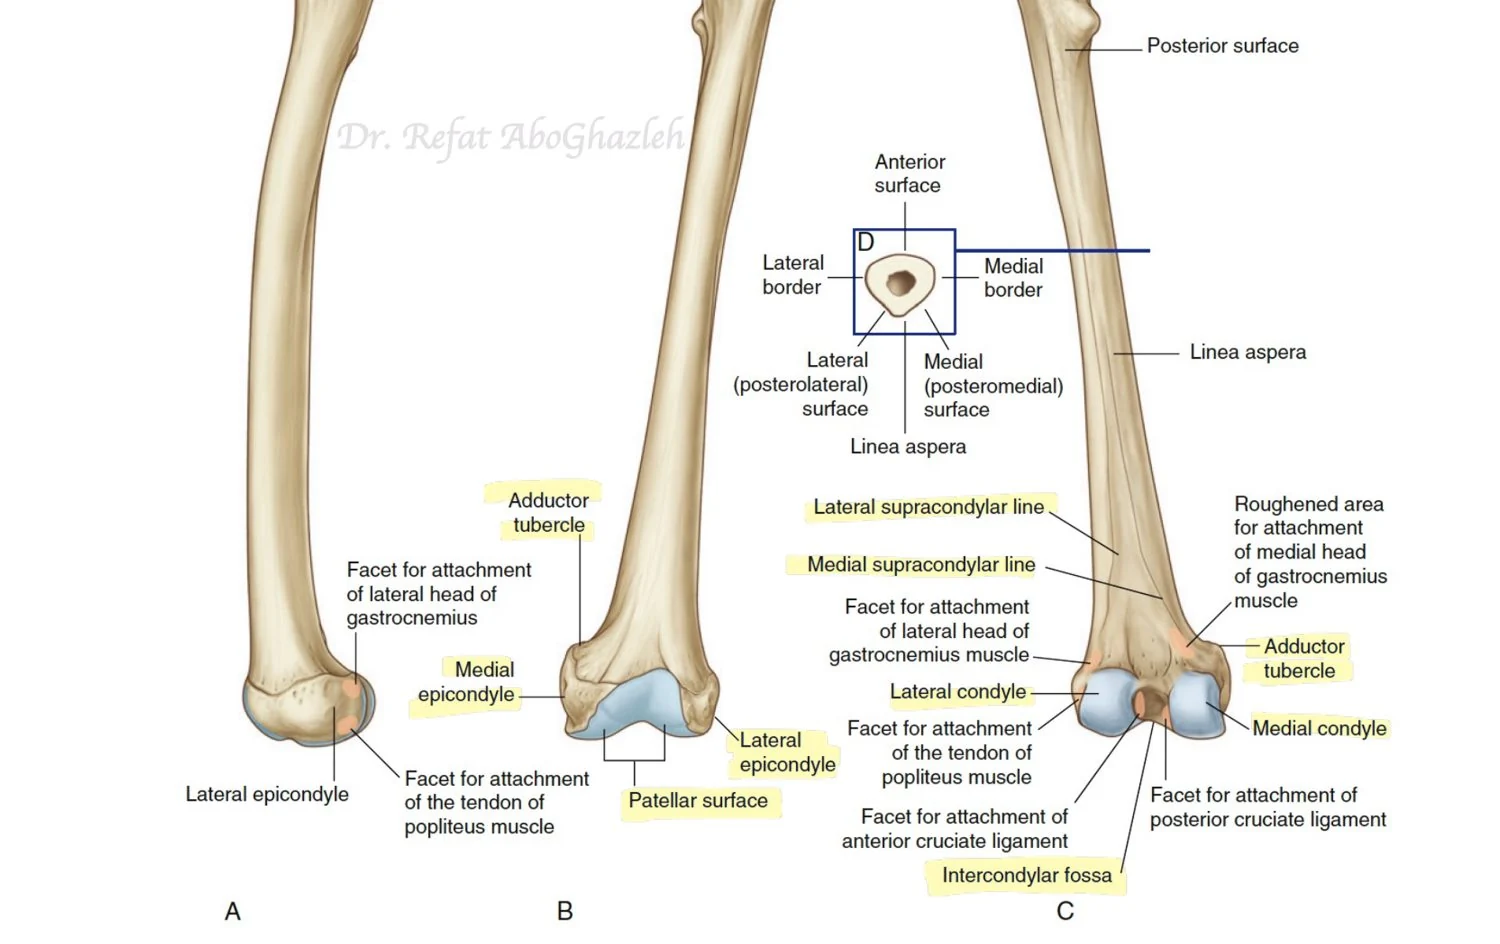 Dr. Refat AboGhazleh
Posterior surface
Anterior
surface
D
Lateral
border
Medial
border
Lateral
(posterolateral)
surface
Medial
(posteromedial)
surface
Linea aspera
Linea aspera
Adductor
tubercle
Facet for attachment
of lateral head of
gastrocnemius
Medial
epicondyle
Lateral
epicondyle
Patellar surface
Lateral epicondyle
Facet for attachment
of the tendon of
popliteus muscle
Lateral supracondylar line
Medial supracondylar line
Facet for attachment
of lateral head of
gastrocnemius muscle
Lateral condyle
Facet for attachment
of the tendon of
popliteus muscle
Facet for attachment of
anterior cruciate ligament
Intercondylar fossa
Roughened area
for attachment
of medial head
of gastrocnemius
muscle
Adductor
tubercle
Medial condyle
Facet for attachment of
posterior cruciate ligament
A
B
C